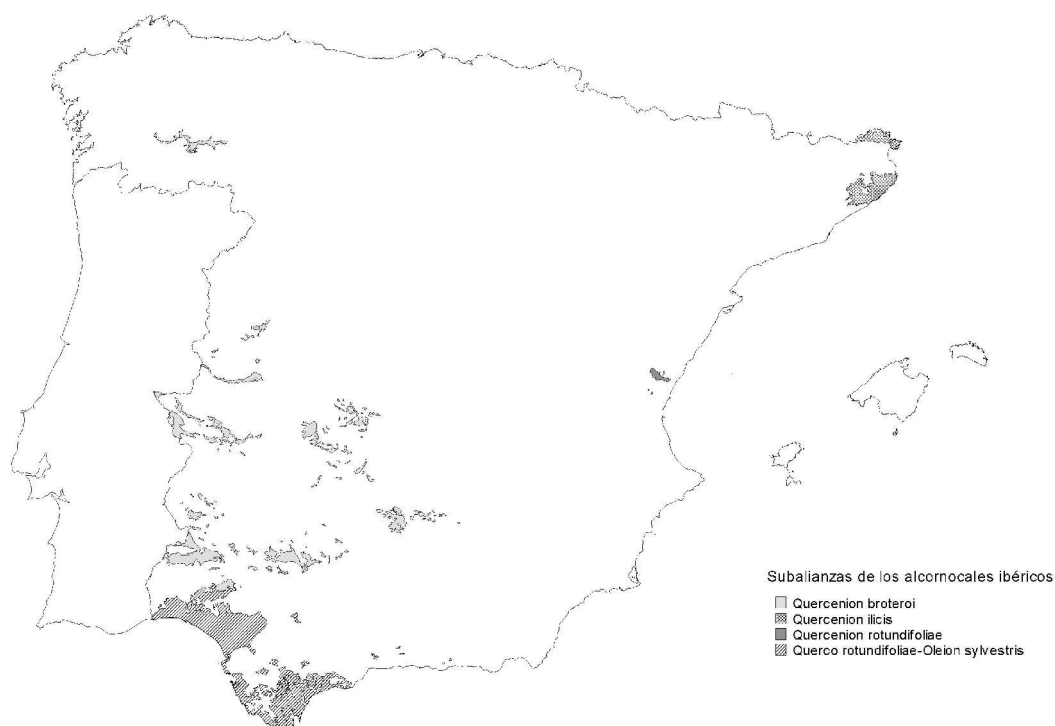 Subalianzas de los alcornocales ibéricos
Quercenion broteroi
Quercenion ilicis
Quercenion rotundifoliae
Querco rotundifoliae-Oleion sylvestris